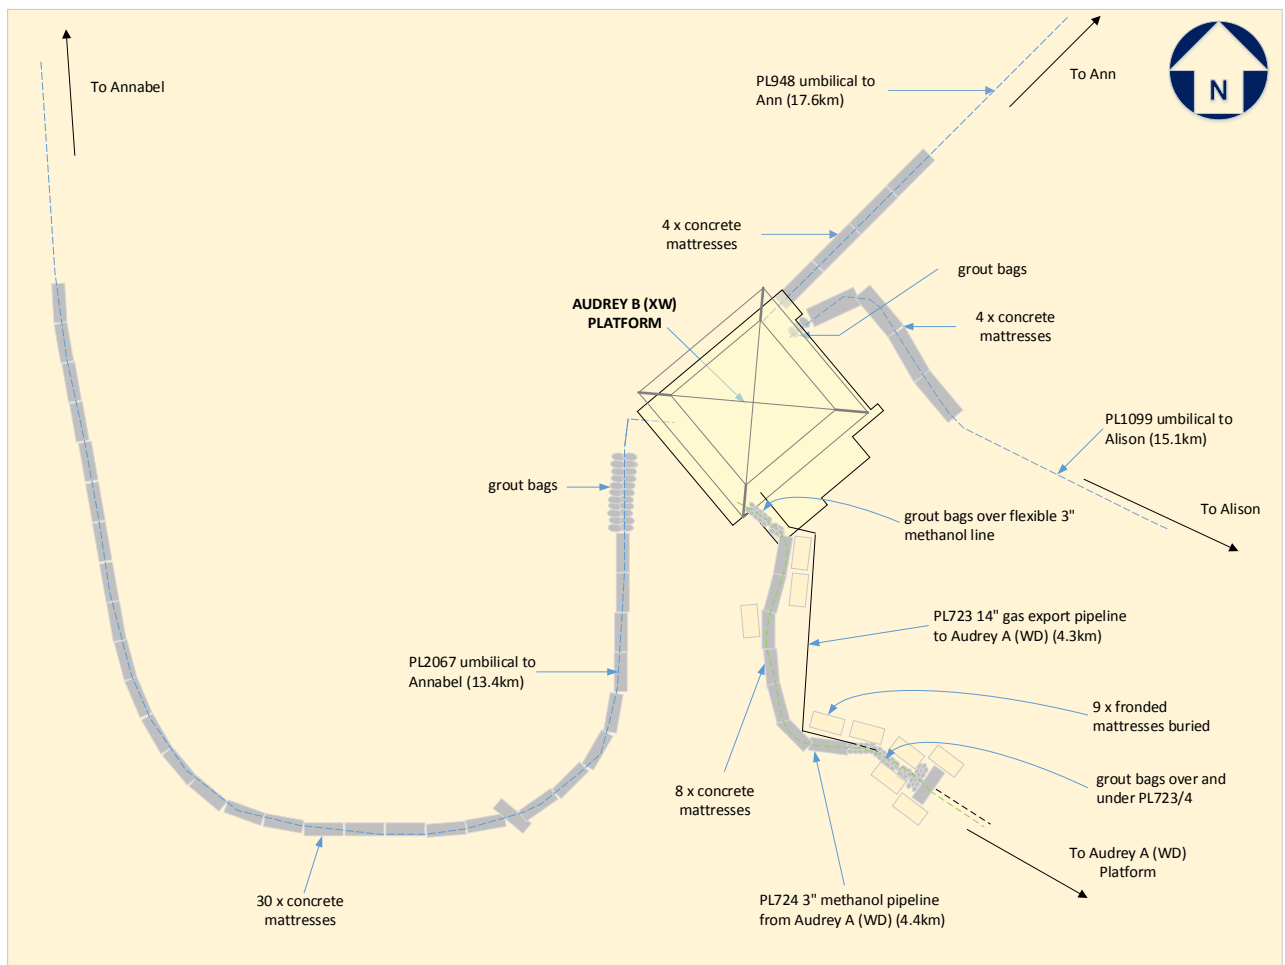 To Annabel
PL948 umbilical to
Ann (17.6km)
To Ann
N
4 x concrete
mattresses
grout bags
AUDREY B (XW)
PLATFORM
4 x concrete
mattresses
PL1099 umbilical to
Alison (15.1km)
grout bags
To Alison
grout bags over flexible 3"
methanol line
PL723 14" gas export pipeline
to Audrey A (WD) (4.3km)
PL2067 umbilical to
Annabel (13.4km)
9 x fronded
mattresses buried
8 x concrete
mattresses
grout bags over and
under PL723/4
To Audrey A (WD)
Platform
30 x concrete
mattresses
PL724 3" methanol pipeline
from Audrey A (WD) (4.4km)